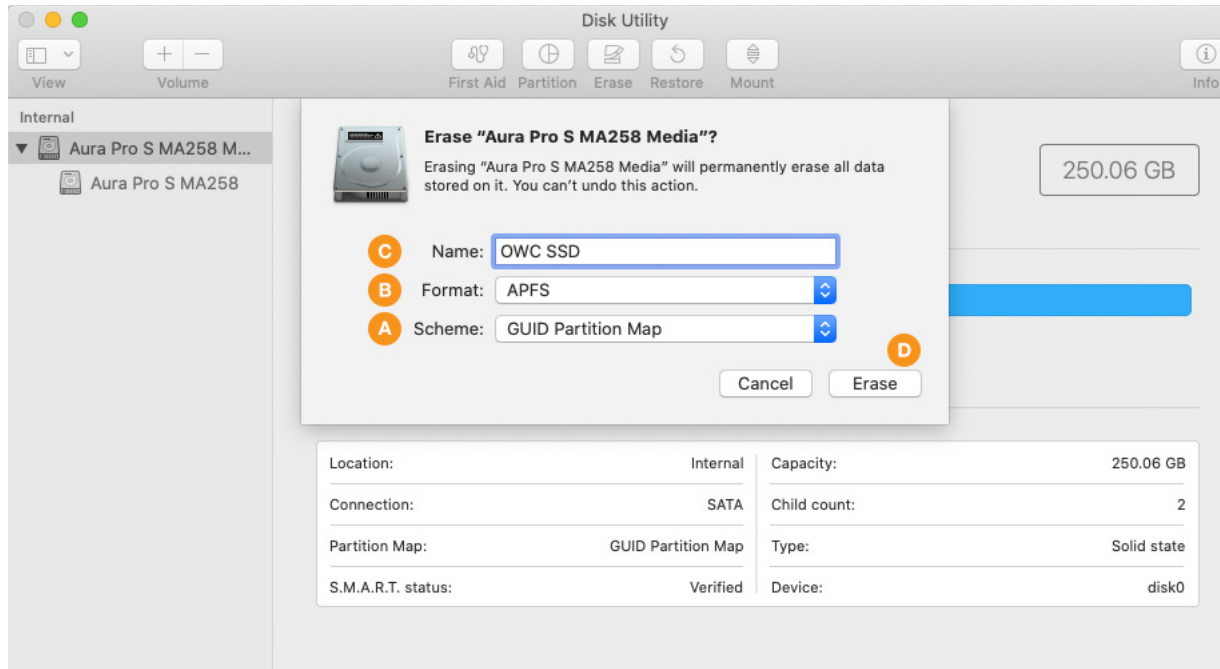 Disk Utility
View
Volume
First Aid
Partition
Erase
Restore
Mount
Info
Internal
Aura Pro S MA258 M...
Aura Pro S MA258
Erase “Aura Pro S MA258 Media”?
Erasing “Aura Pro S MA258 Media” will permanently erase all data
stored on it. You can’t undo this action.
250.06 GB
C Name: OWC SSD
B Format: APFS
A Scheme: GUID Partition Map
D
Cancel Erase
Location: Internal Capacity: 250.06 GB
Connection: SATA Child count: 2
Partition Map: GUID Partition Map Type: Solid state
S.M.A.R.T. status: Verified Device: disk0